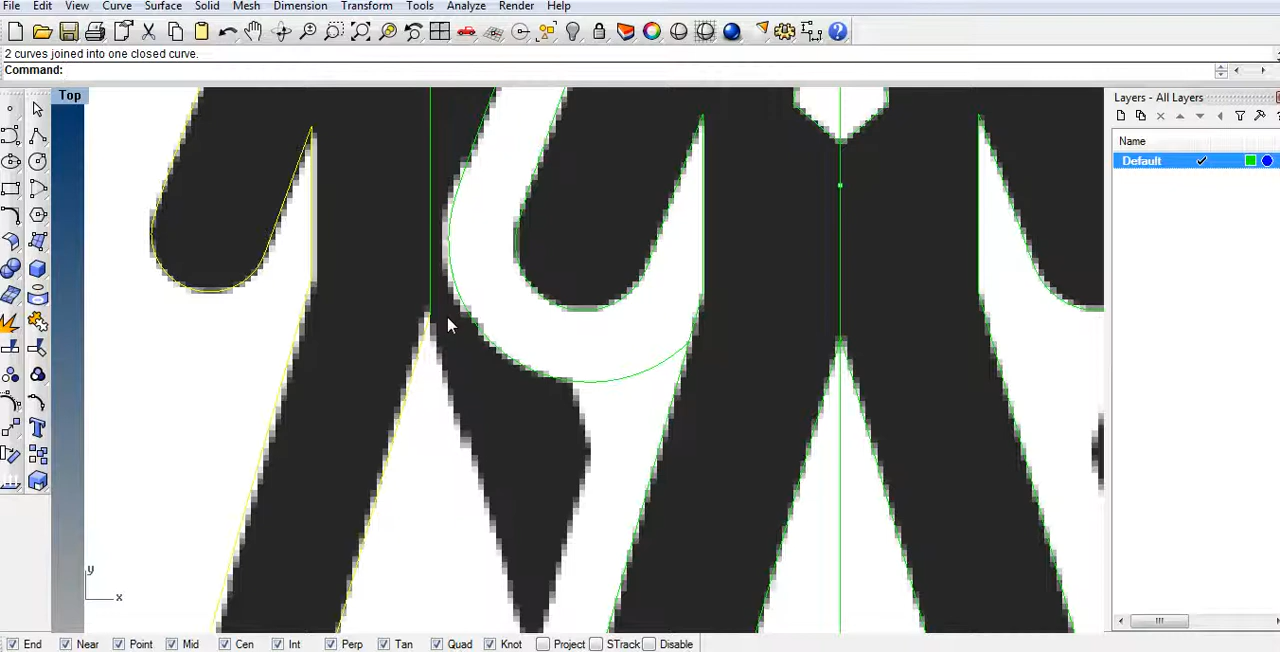 File Edit View Curve Surface Solid Mesh Dimension Transform Tools Analyze Render Help
2 curves joined into one closed curve.
Command:
Top
Layers - All Layers
Name
Default
y
x
End Near Point Mid Cen Int Perp Tan Quad Knot Project STrack Disable